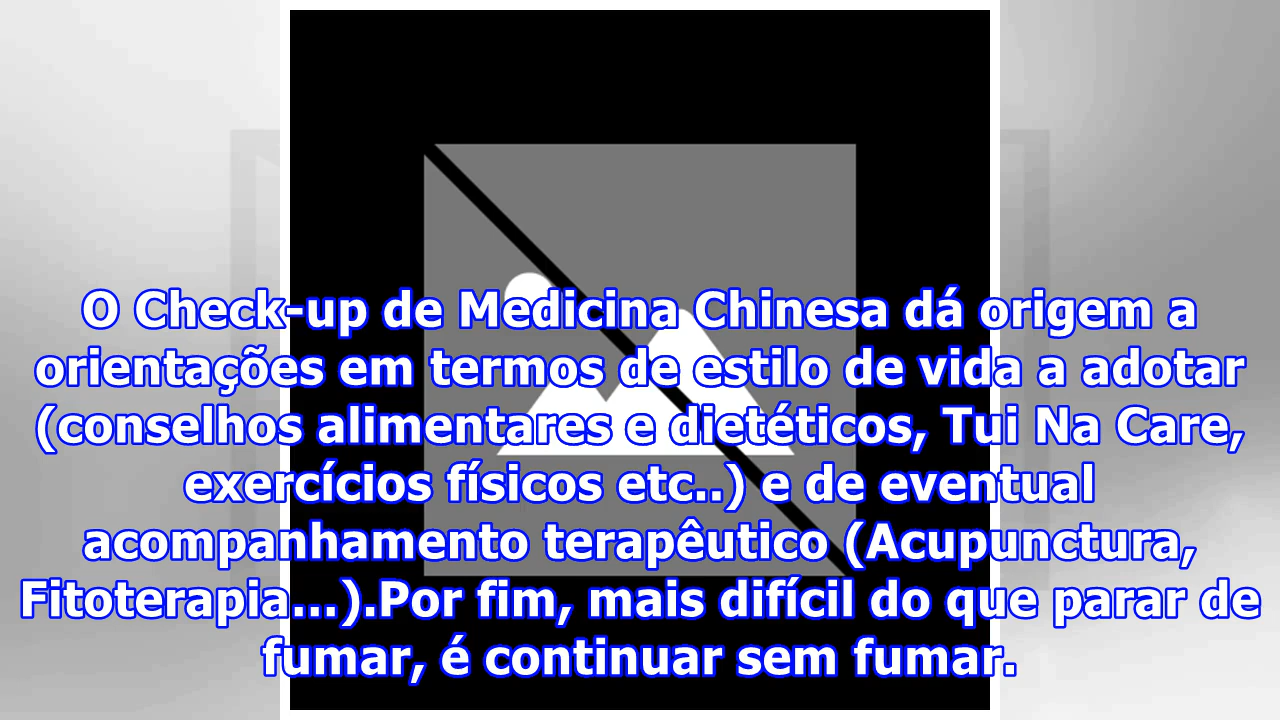 O Check-up de Medicina Chinesa dá origem a
orientações em termos de estilo de vida a adotar
(conselhos alimentares e dietéticos, Tui Na Care,
exercícios físicos etc..) e de eventual
acompanhamento terapêutico (Acupunctura,
Fitoterapia...).Por fim, mais difícil do que parar de
fumar, é continuar sem fumar.